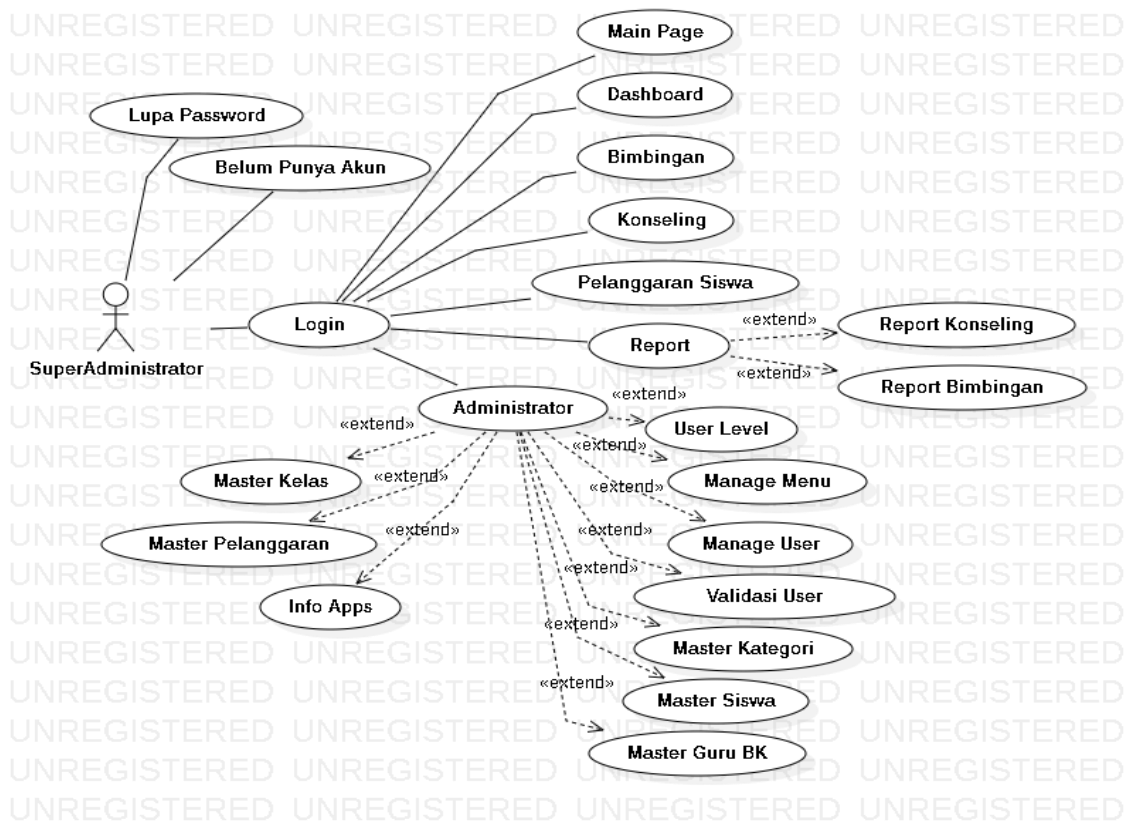 Main Page
Dashboard
Lupa Password
Bimbingan
Belum Punya Akun
Konseling
Pelanggaran Siswa
Login
«extend»
Report Konseling
Report
SuperAdministrator
«extend»
Report Bimbingan
Administrator
«extend»
User Level
«extend»
Master Kelas
«extend»
Manage Menu
«extend»
«extend»
Master Pelanggaran
«extend»
«extend»
Manage User
Info Apps
«extend»
Validasi User
«extend»
Master Kategori
«extend»
Master Siswa
Master Guru BK
UNREGISTERED